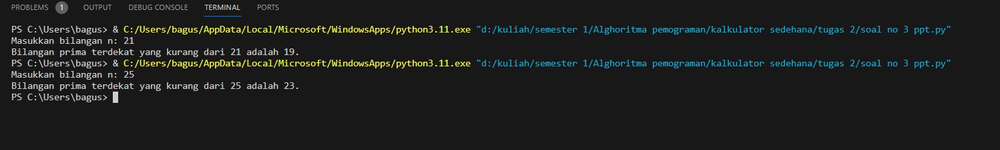 PROBLEMS 1 OUTPUT DEBUG CONSOLE TERMINAL PORTS
PS C:\Users\bagus> & C:/Users/bagus/AppData/Local/Microsoft/WindowsApps/python3.11.exe "d:/kuliah/semester 1/Alghoritma pemograman/kalkulator sedehana/tugas 2/soal no 3 ppt.py"
Masukkan bilangan n: 21
Bilangan prima terdekat yang kurang dari 21 adalah 19.
PS C:\Users\bagus> & C:/Users/bagus/AppData/Local/Microsoft/WindowsApps/python3.11.exe "d:/kuliah/semester 1/Alghoritma pemograman/kalkulator sedehana/tugas 2/soal no 3 ppt.py"
Masukkan bilangan n: 25
Bilangan prima terdekat yang kurang dari 25 adalah 23.
PS C:\Users\bagus>